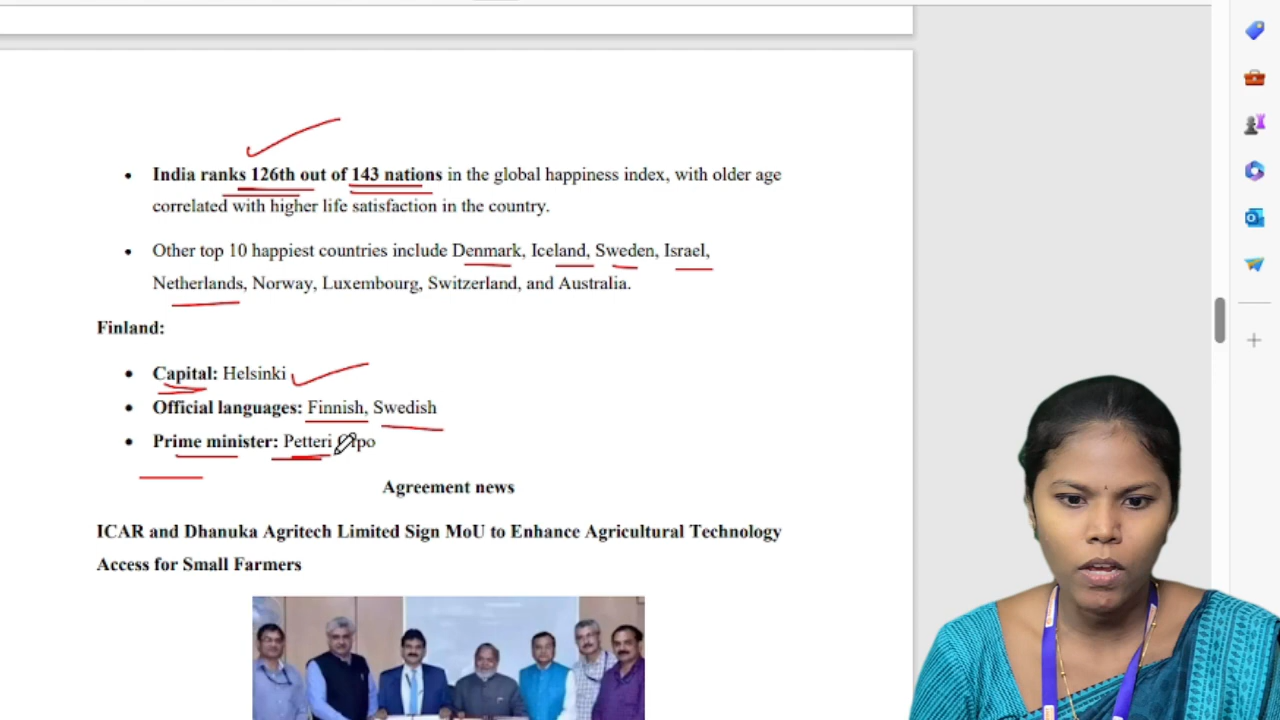 India ranks 126th out of 143 nations in the global happiness index, with older age
correlated with higher life satisfaction in the country.
Other top 10 happiest countries include Denmark, Iceland, Sweden, Israel,
Netherlands, Norway, Luxembourg, Switzerland, and Australia.
Finland:
Capital: Helsinki
Official languages: Finnish, Swedish
Prime minister: Petteri
Agreement news
ICAR and Dhanuka Agritech Limited Sign MoU to Enhance Agricultural Technology
Access for Small Farmers